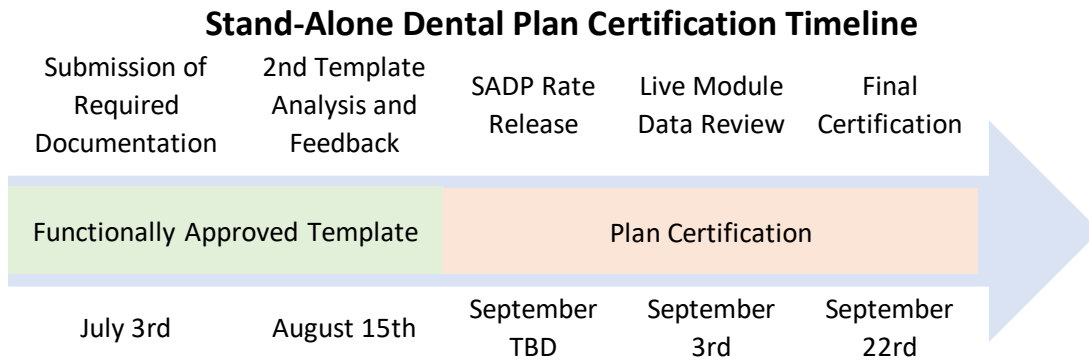 Stand-Alone Dental Plan Certification Timeline
Submission of
Required
Documentation
2nd Template
Analysis and
Feedback
SADP Rate
Release
Live Module
Data Review
Final
Certification
Functionally Approved Template
Plan Certification
July 3rd
August 15th
September
TBD
September
3rd
September
22rd